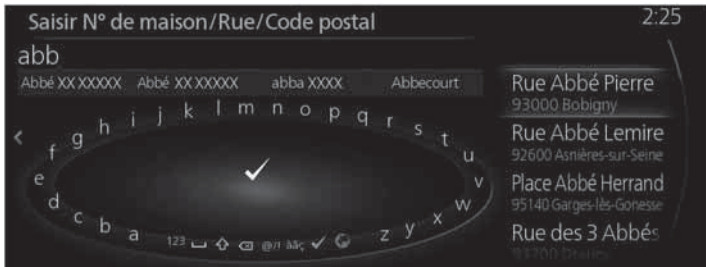 Saisir N° de maison/Rue/Code postal 2:25
abb
Abbé XX XXXXX Abbé XX XXXXX abba XXXX Abbecourt
Rue Abbé Pierre
93000 Bobigny
Rue Abbé Lemire
92600 Asnières-sur-Seine
Place Abbé Herrand
95140 Garges-lès-Gonesse
Rue des 3 Abbés
a b c d e f g h i j k l m n o p q r s t u v w x y z
123 @/! àäç